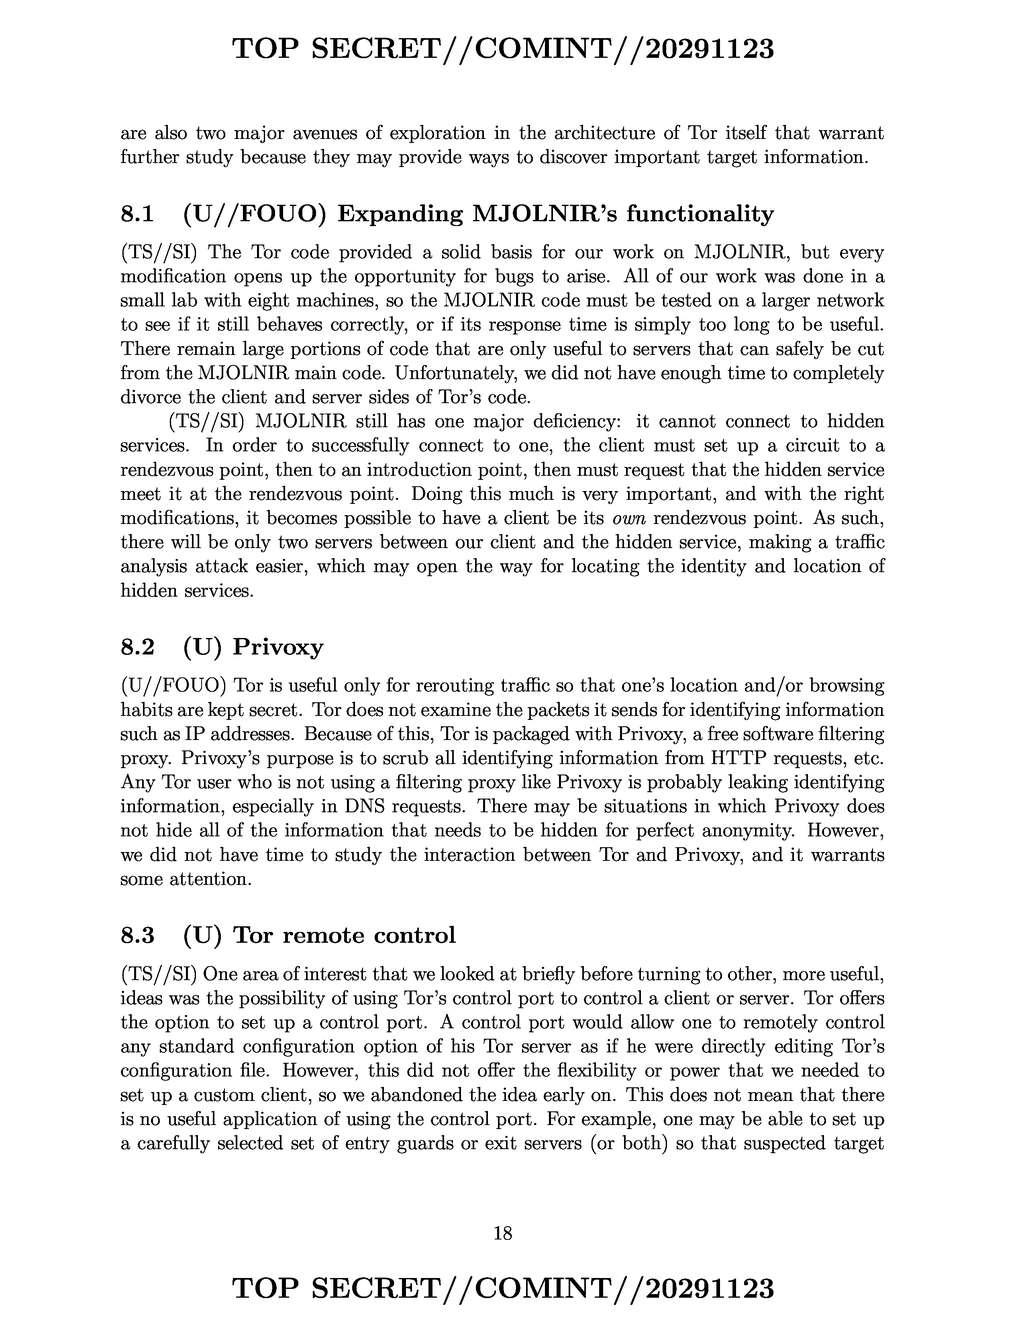 TOP SECRET//COMINT//20291123
are also two major avenues of exploration in the architecture of Tor itself that warrant
further study because they may provide ways to discover important target information.
8.1 (U//FOUO) Expanding MJOLNIR's functionality
(TS//SI) The Tor code provided a solid basis for our work on MJOLNIR, but every
modification opens up the opportunity for bugs to arise. All of our work was done in a
small lab with eight machines, so the MJOLNIR code must be tested on a larger network
to see if it still behaves correctly, or if its response time is simply too long to be useful.
There remain large portions of code that are only useful to servers that can safely be cut
from the MJOLNIR main code. Unfortunately, we did not have enough time to completely
divorce the client and server sides of Tor's code.
(TS//SI) MJOLNIR still has one major deficiency: it cannot connect to hidden
services. In order to successfully connect to one, the client must set up a circuit to a
rendezvous point, then to an introduction point, then must request that the hidden service
meet it at the rendezvous point. Doing this much is very important, and with the right
modifications, it becomes possible to have a client be its own rendezvous point. As such,
there will be only two servers between our client and the hidden service, making a traffic
analysis attack easier, which may open the way for locating the identity and location of
hidden services.
8.2 (U) Privoxy
(U//FOUO) Tor is useful only for rerouting traffic so that one's location and/or browsing
habits are kept secret. Tor does not examine the packets it sends for identifying information
such as IP addresses. Because of this, Tor is packaged with Privoxy, a free software filtering
proxy. Privoxy's purpose is to scrub all identifying information from HTTP requests, etc.
Any Tor user who is not using a filtering proxy like Privoxy is probably leaking identifying
information, especially in DNS requests. There may be situations in which Privoxy does
not hide all of the information that needs to be hidden for perfect anonymity. However,
we did not have time to study the interaction between Tor and Privoxy, and it warrants
some attention.
8.3 (U) Tor remote control
(TS//SI) One area of interest that we looked at briefly before turning to other, more useful,
ideas was the possibility of using Tor's control port to control a client or server. Tor offers
the option to set up a control port. A control port would allow one to remotely control
any standard configuration option of his Tor server as if he were directly editing Tor's
configuration file. However, this did not offer the flexibility or power that we needed to
set up a custom client, so we abandoned the idea early on. This does not mean that there
is no useful application of using the control port. For example, one may be able to set up
a carefully selected set of entry guards or exit servers (or both) so that suspected target
18
TOP SECRET//COMINT//20291123